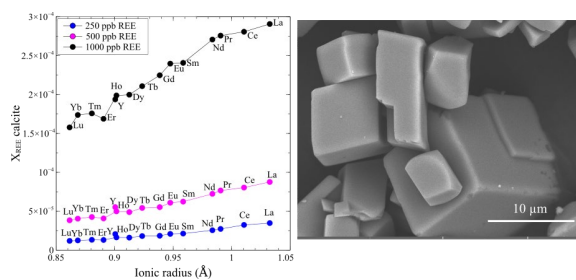 3×10⁻⁴
250 ppb REE
500 ppb REE
1000 ppb REE
La
Ce
Pr
Nd
2.5×10⁻⁴
Sm
Eu
Gd
Tb
2×10⁻⁴
Ho
Y
Dy
Yb
Tm
Er
Lu
1.5×10⁻⁴
X_REE calcite
1×10⁻⁴
La
Ce
Pr
Nd
Sm
Eu
Gd
Tb
Dy
Ho
Y
Er
Tm
Yb
Lu
5×10⁻⁵
La
Ce
Pr
Nd
Sm
Eu
Gd
Tb
Dy
Ho
Y
Er
Tm
Yb
Lu
0
0.85 0.9 0.95 1 1.05
Ionic radius (Å)
10 µm